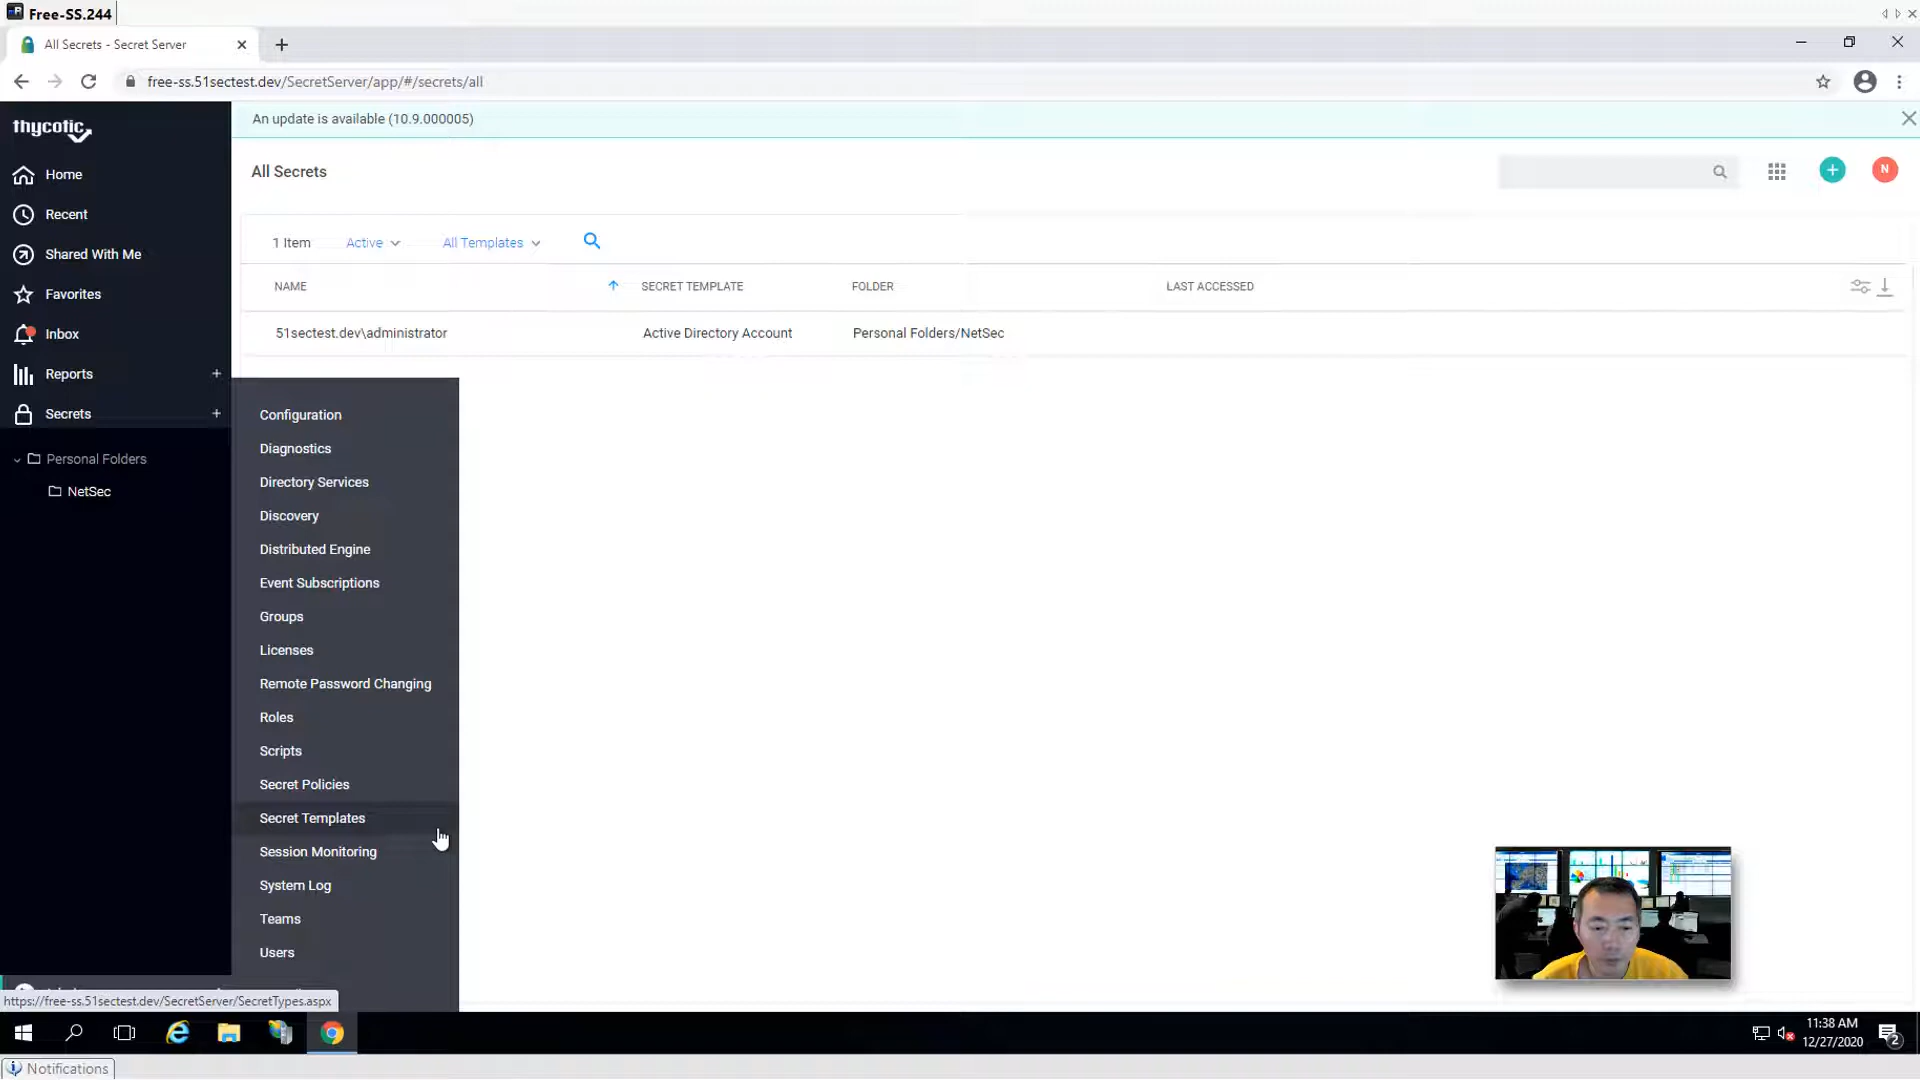 Free-SS.244
All Secrets - Secret Server
free-ss.51sectest.dev/SecretServer/app/#/secrets/all
thycotic
An update is available (10.9.000005)
Home
Recent
Shared With Me
Favorites
Inbox
Reports
Secrets
Personal Folders
NetSec
All Secrets
N
1 Item
Active
All Templates
NAME
SECRET TEMPLATE
FOLDER
LAST ACCESSED
51sectest.dev\administrator
Active Directory Account
Personal Folders/NetSec
Configuration
Diagnostics
Directory Services
Discovery
Distributed Engine
Event Subscriptions
Groups
Licenses
Remote Password Changing
Roles
Scripts
Secret Policies
Secret Templates
Session Monitoring
System Log
Teams
Users
https://free-ss.51sectest.dev/SecretServer/SecretTypes.aspx
11:38 AM
12/27/2020
2
Notifications